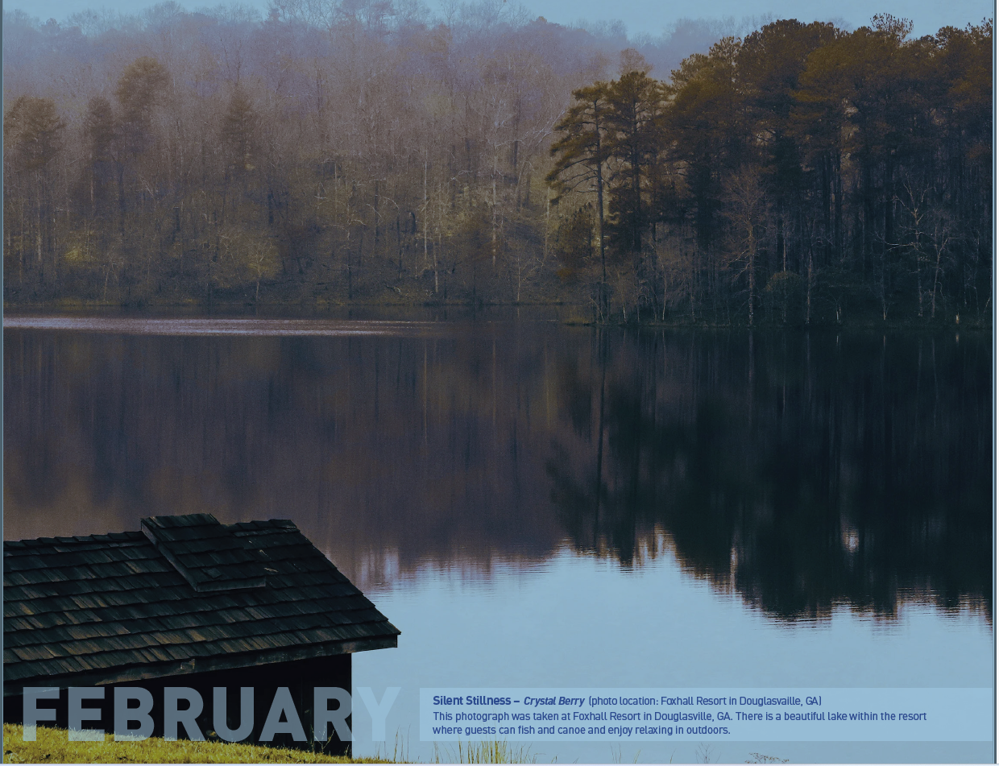 FEBRUARY
Silent Stillness – Crystal Berry (photo location: Foxhall Resort in Douglasvaille, GA)
This photograph was taken at Foxhall Resort in Douglasville, GA. There is a beautiful lake within the resort
where guests can fish and canoe and enjoy relaxing in outdoors.